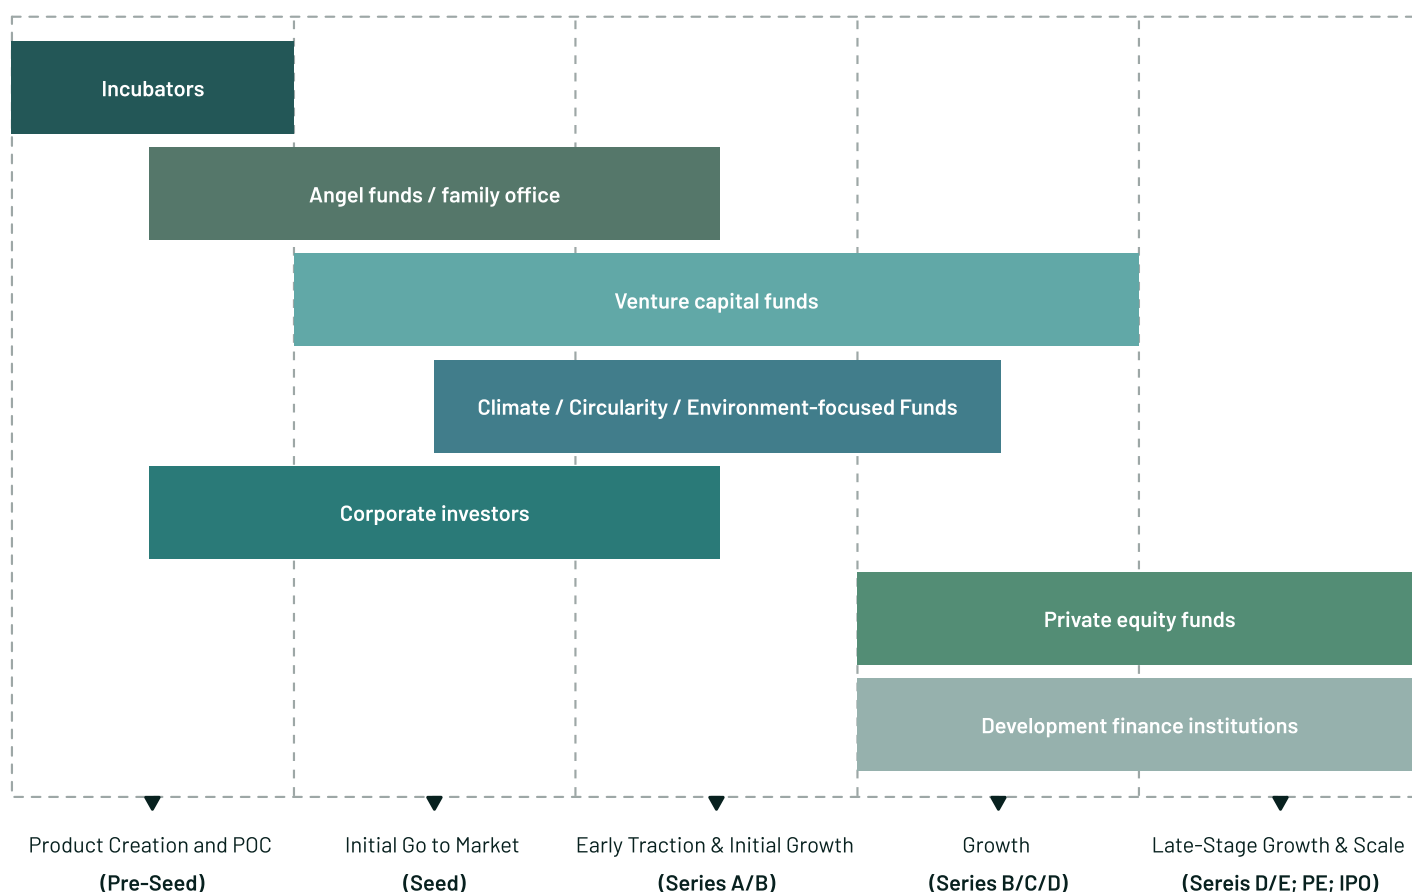 Incubators
Angel funds / family office
Venture capital funds
Climate / Circularity / Environment-focused Funds
Corporate investors
Private equity funds
Development finance institutions
Product Creation and POC
(Pre-Seed)
Initial Go to Market
(Seed)
Early Traction & Initial Growth
(Series A/B)
Growth
(Series B/C/D)
Late-Stage Growth & Scale
(Sereis D/E; PE; IPO)